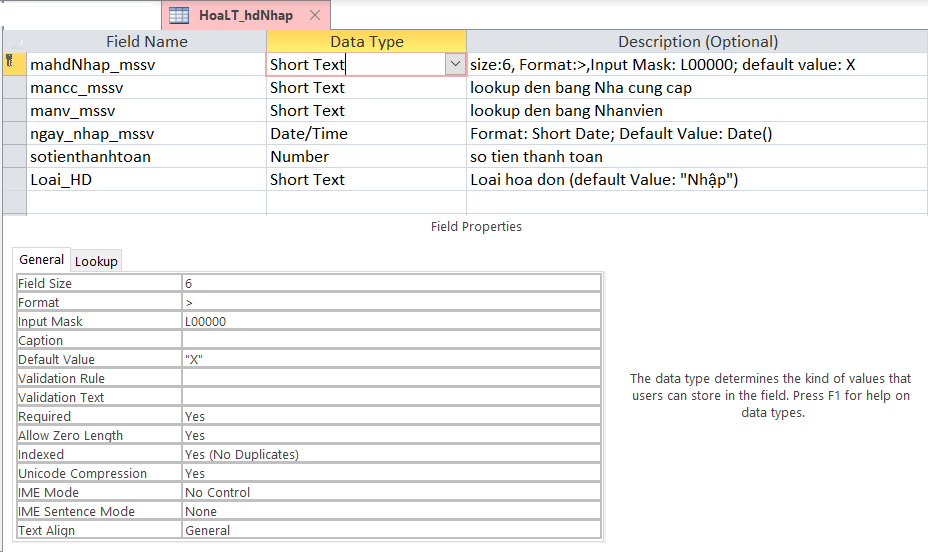 HoaLT_hdNhap
Field Name Data Type Description (Optional)
mahdNhap_mssv Short Text size:6, Format:>,Input Mask: L00000; default value: X
mancc_mssv Short Text lookup den bang Nha cung cap
manv_mssv Short Text lookup den bang Nhanvien
ngay_nhap_mssv Date/Time Format: Short Date; Default Value: Date()
sotienthanhtoan Number so tien thanh toan
Loai_HD Short Text Loai hoa don (default Value: "Nhập")
Field Properties
General Lookup
Field Size 6
Format >
Input Mask L00000
Caption
Default Value "X"
Validation Rule
Validation Text
Required Yes
Allow Zero Length Yes
Indexed Yes (No Duplicates)
Unicode Compression Yes
IME Mode No Control
IME Sentence Mode None
Text Align General
The data type determines the kind of values that
users can store in the field. Press F1 for help on
data types.